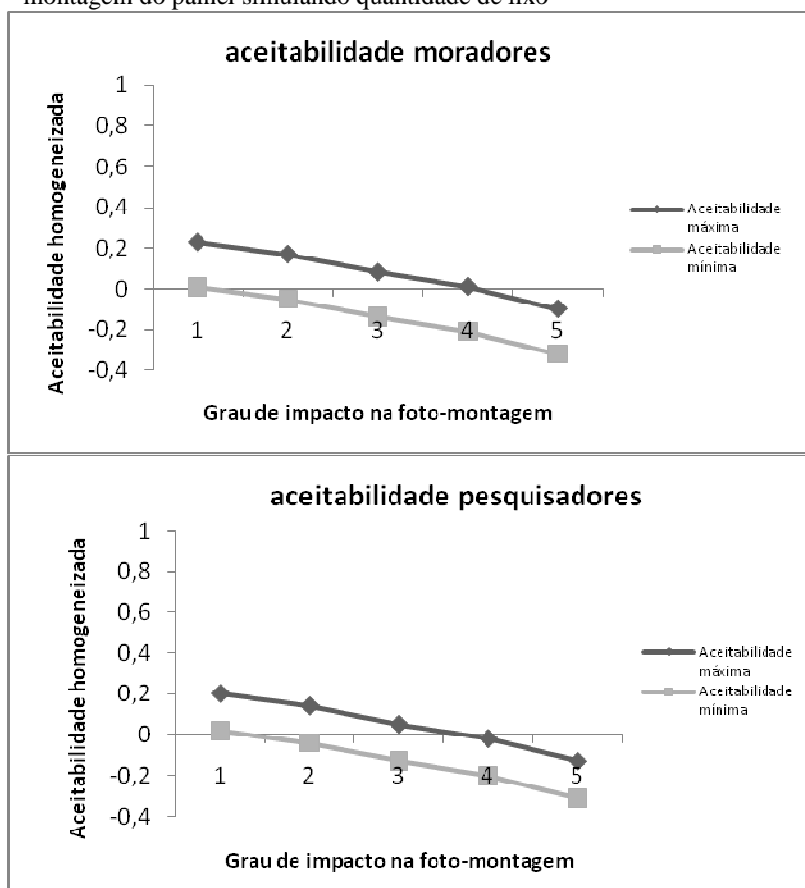 montagem do painel simulando quantidade de lixo
aceitabilidade moradores
Aceitabilidade homogeneizada
1
0,8
0,6
0,4
0,2
0
-0,2
-0,4
1 2 3 4 5
Grau de impacto na foto-montagem
Aceitabilidade
máxima
Aceitabilidade
mínima
aceitabilidade pesquisadores
Aceitabilidade homogeneizada
1
0,8
0,6
0,4
0,2
0
-0,2
-0,4
1 2 3 4 5
Grau de impacto na foto-montagem
Aceitabilidade
máxima
Aceitabilidade
mínima